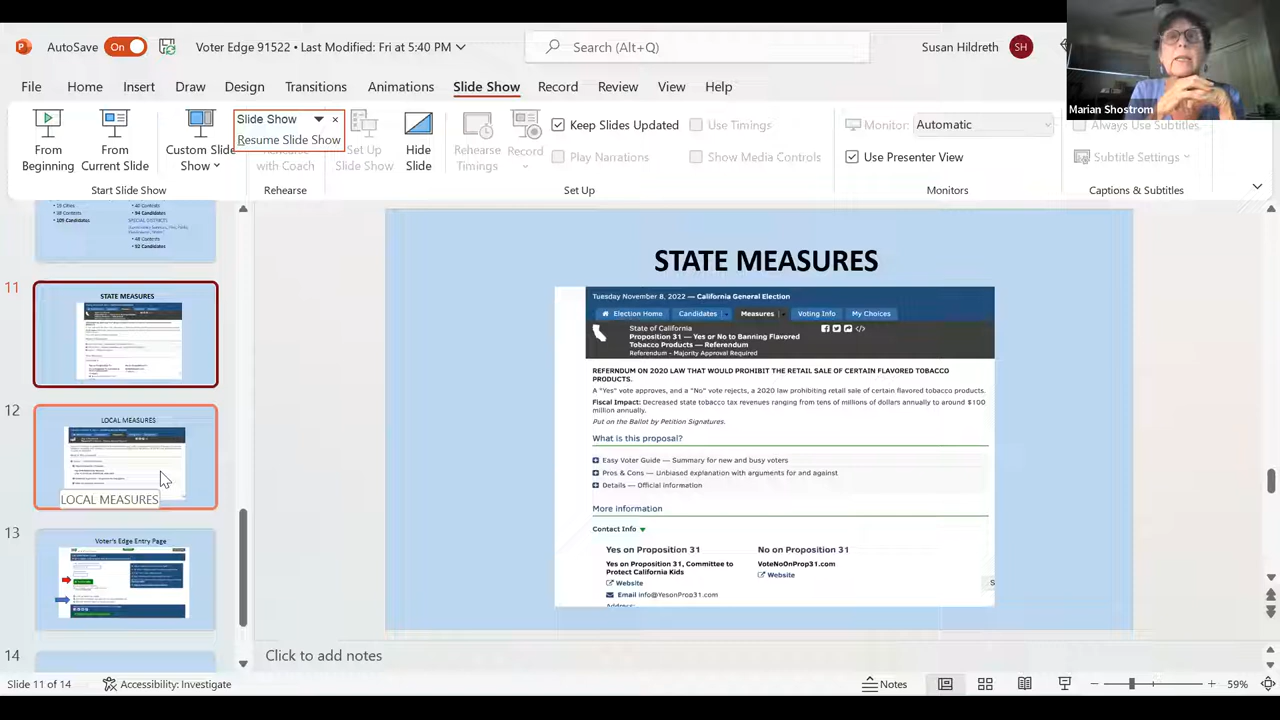 AutoSave
On
Voter Edge 91522 • Last Modified: Fri at 5:40 PM
Search (Alt+Q)
Susan Hildreth
SH
Marian Shostrom
File
Home
Insert
Draw
Design
Transitions
Animations
Slide Show
Record
Review
View
Help
From Beginning
From Current Slide
Custom Slide Show
Start Slide Show
Slide Show
Resume Slide Show
Rehearse with Coach
Rehearse
Set Up Slide Show
Hide Slide
Rehearse Timings
Record
Keep Slides Updated
Use Timings
Play Narrations
Show Media Controls
Set Up
Monitor:
Automatic
Use Presenter View
Monitors
Always Use Subtitles
Subtitle Settings
Captions & Subtitles
94 Candidates
109 Candidates
SPECIAL DISTRICTS
92 Candidates
11
STATE MEASURES
12
LOCAL MEASURES
LOCAL MEASURES
13
Voter's Edge Entry Page
14
STATE MEASURES
Tuesday November 8, 2022 — California General Election
Election Home
Candidates
Measures
Voting Info
My Choices
State of California
Proposition 31 — Yes or No to Banning Flavored
Tobacco Products — Referendum
Referendum - Majority Approval Required
REFERNDUM ON 2020 LAW THAT WOULD PROHIBIT THE RETAIL SALE OF CERTAIN FLAVORED TOBACCO
PRODUCTS.
A "Yes" vote approves, and a "No" vote rejects, a 2020 law prohibiting retail sale of certain flavored tobacco products.
Fiscal Impact: Decreased state tobacco tax revenues ranging from tens of millions of dollars annually to around $100
million annually.
Put on the Ballot by Petition Signatures.
What is this proposal?
Easy Voter Guide — Summary for new and busy voters
Pros & Cons — Unbiased explanation with arguments for and against
Details — Official information
More information
Contact Info
Yes on Proposition 31
No on Proposition 31
Yes on Proposition 31, Committee to
Protect California Kids
VoteNoOnProp31.com
Website
Website
Email info@YesonProp31.com
Address:
S
Click to add notes
Slide 11 of 14
Accessibility: Investigate
Notes
59%